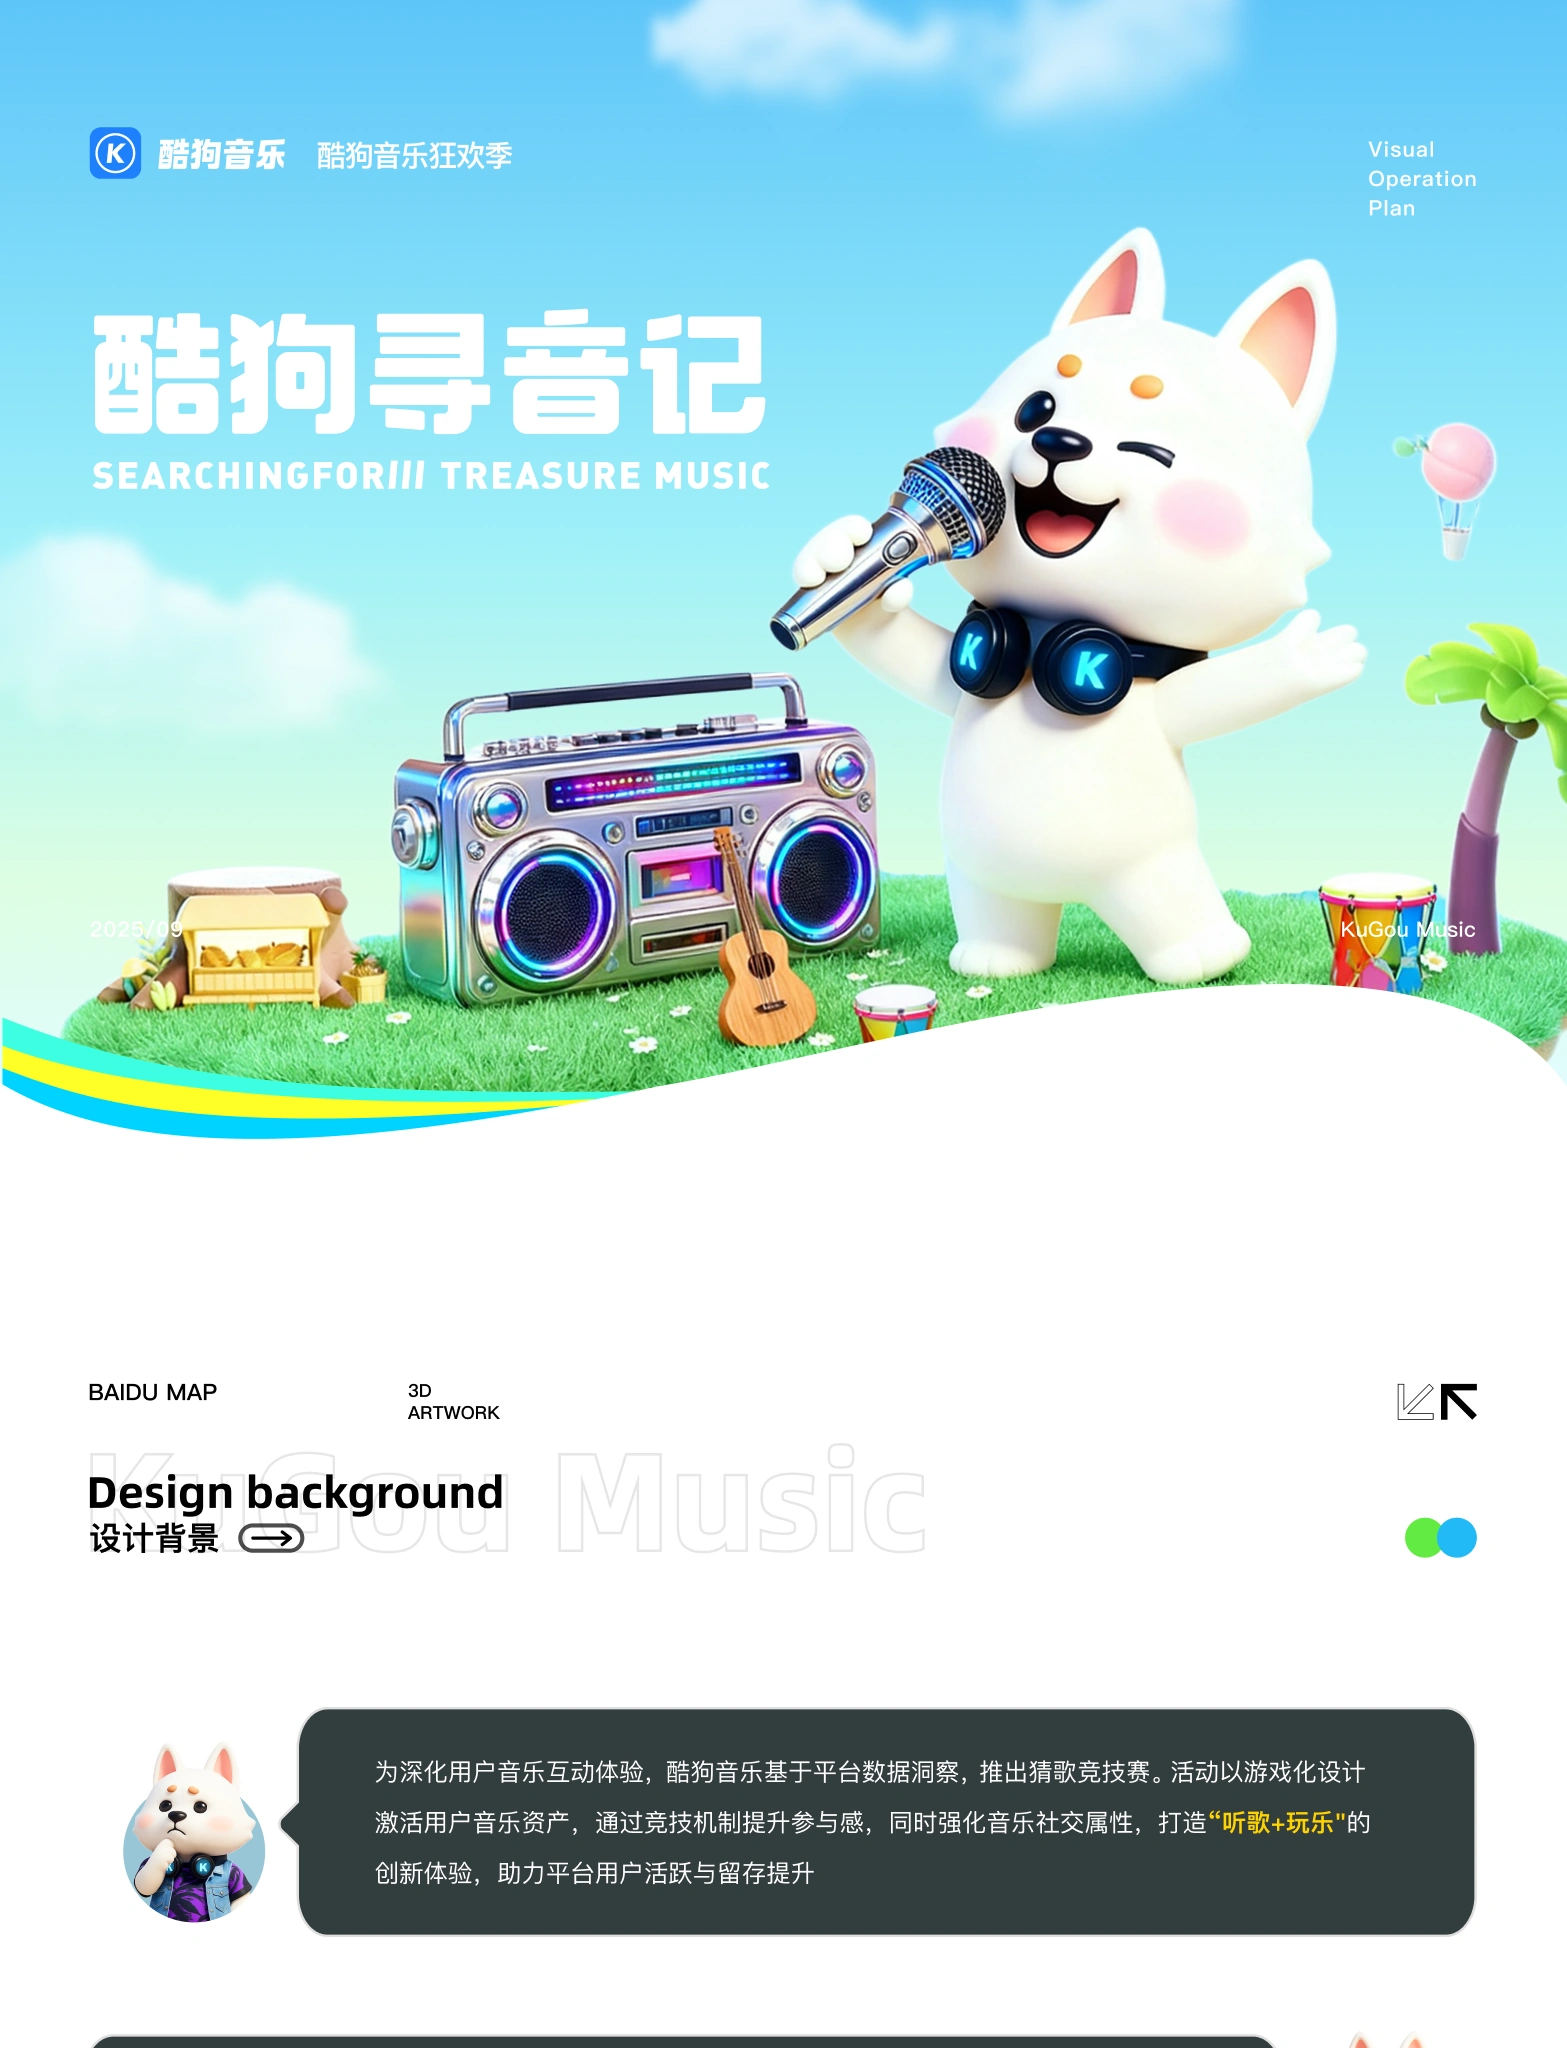 K 酷狗音乐 酷狗音乐狂欢季
Visual
Operation
Plan
酷狗寻音记
SEARCHINGFOR/// TREASURE MUSIC
K K
2025/09
KuGou Music
BAIDU MAP
3D
ARTWORK
KuGou Music
Design background
设计背景
为深化用户音乐互动体验，酷狗音乐基于平台数据洞察，推出猜歌竞技赛。活动以游戏化设计
激活用户音乐资产，通过竞技机制提升参与感，同时强化音乐社交属性，打造“听歌+玩乐"的
创新体验，助力平台用户活跃与留存提升
K K